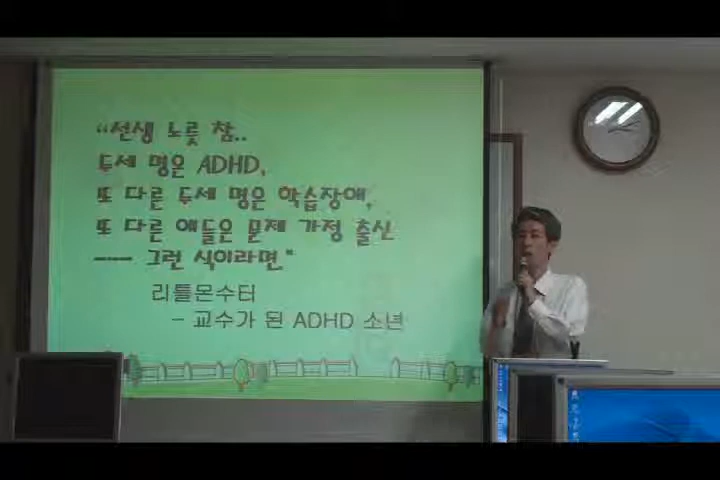 “선생 노릇 참..
두세 명은 ADHD,
또 다른 두세 명은 학습장애,
또 다른 애들은 문제 가정 출신
---- 그런 식이라면."
리틀몬수터
- 교수가 된 ADHD 소년